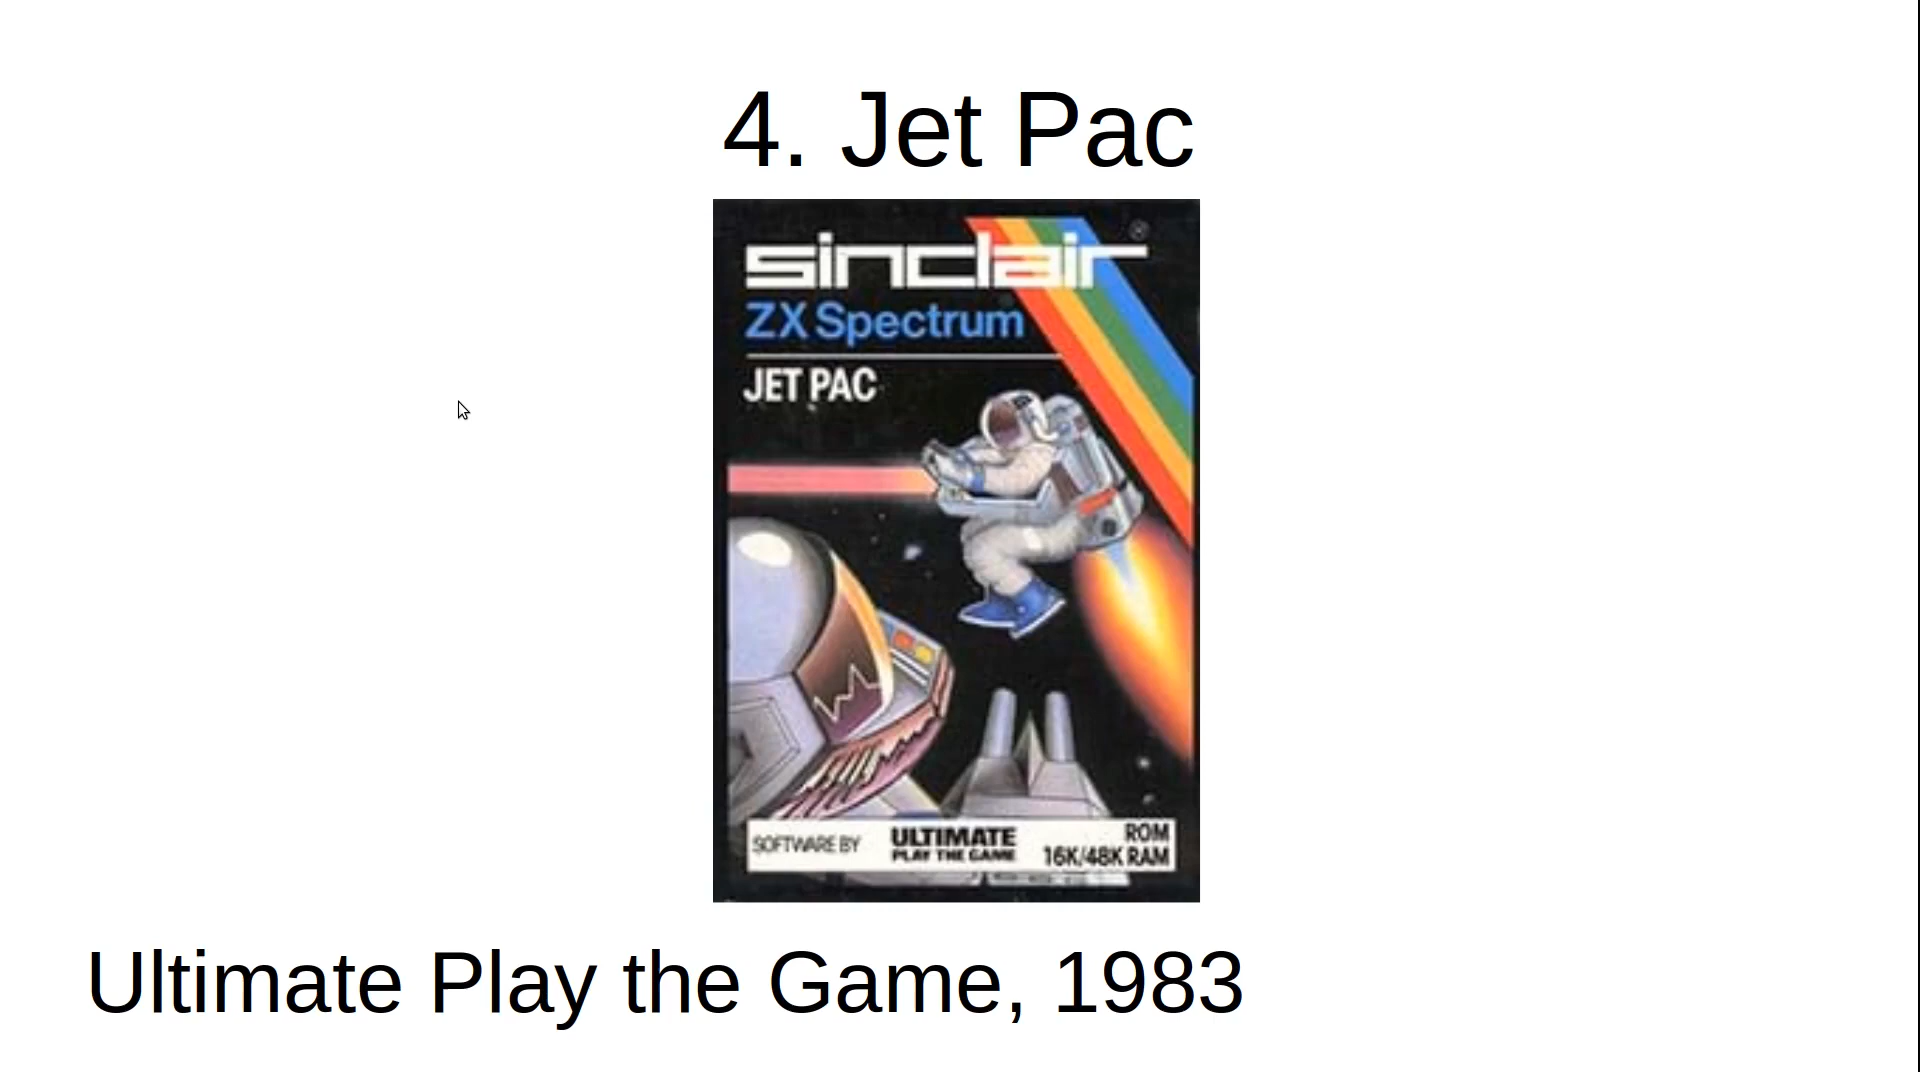 4. Jet Pac
sinclair ®
ZX Spectrum
JET PAC
SOFTWARE BY
ULTIMATE
PLAY THE GAME
ROM
16K/48K RAM
Ultimate Play the Game, 1983